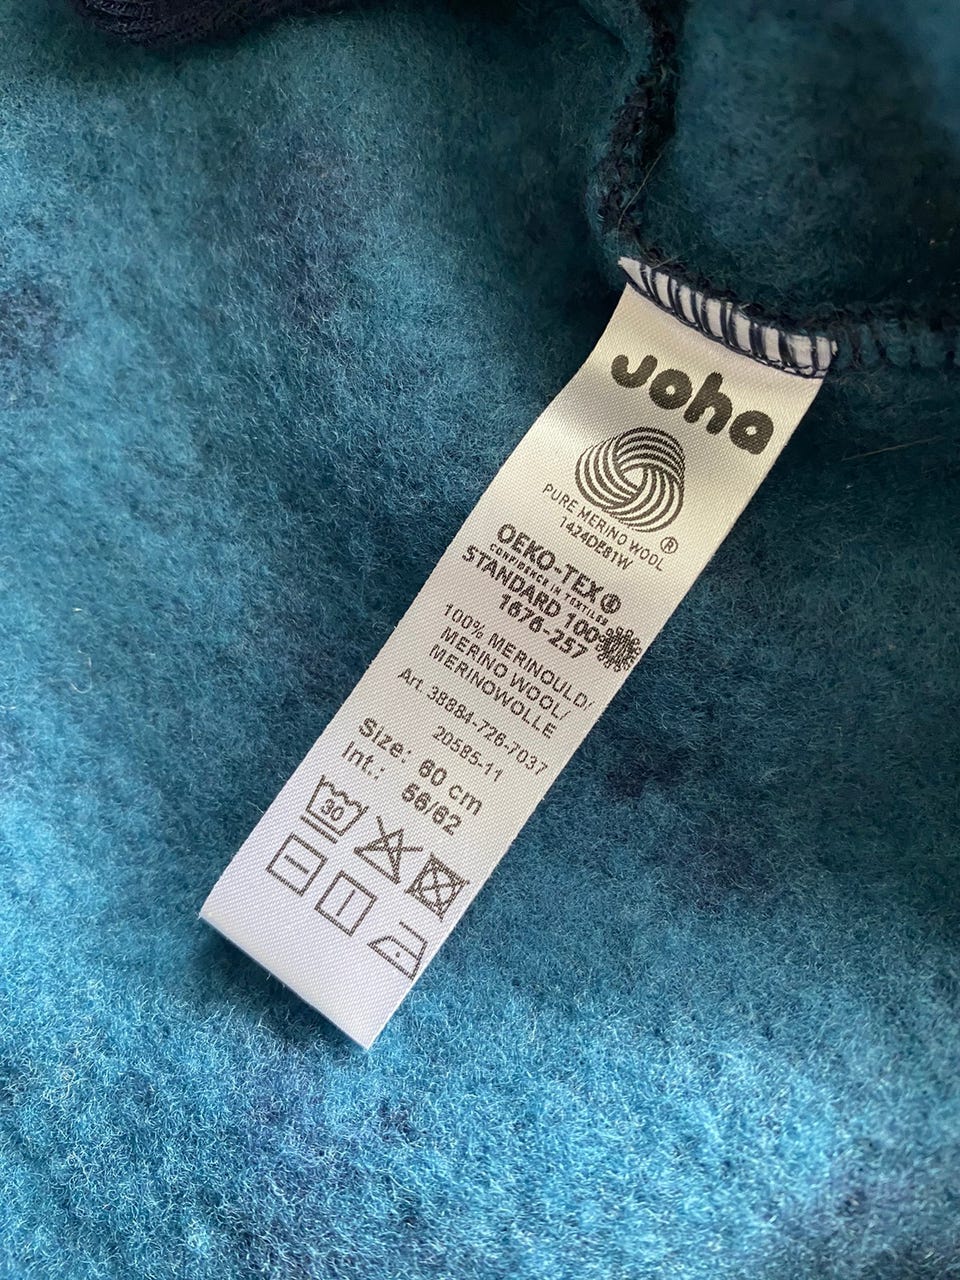 Joha
PURE MERINO WOOL ®
1424DE81W
OEKO-TEX®
CONFIDENCE IN TEXTILES
STANDARD 100
1676-257
100% MERINOULD/
MERINO WOOL/
MERINOWOLLE
Art. 38884-726-7037
20585-11
Size: 60 cm
Int.: 56/62
30